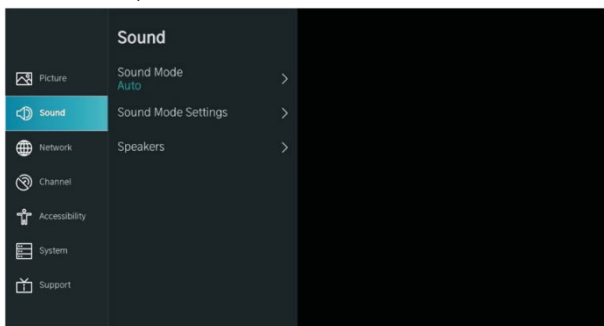 Sound
Picture
Sound
Network
Channel
Accessibility
System
Support
Sound Mode
Auto
Sound Mode Settings
Speakers